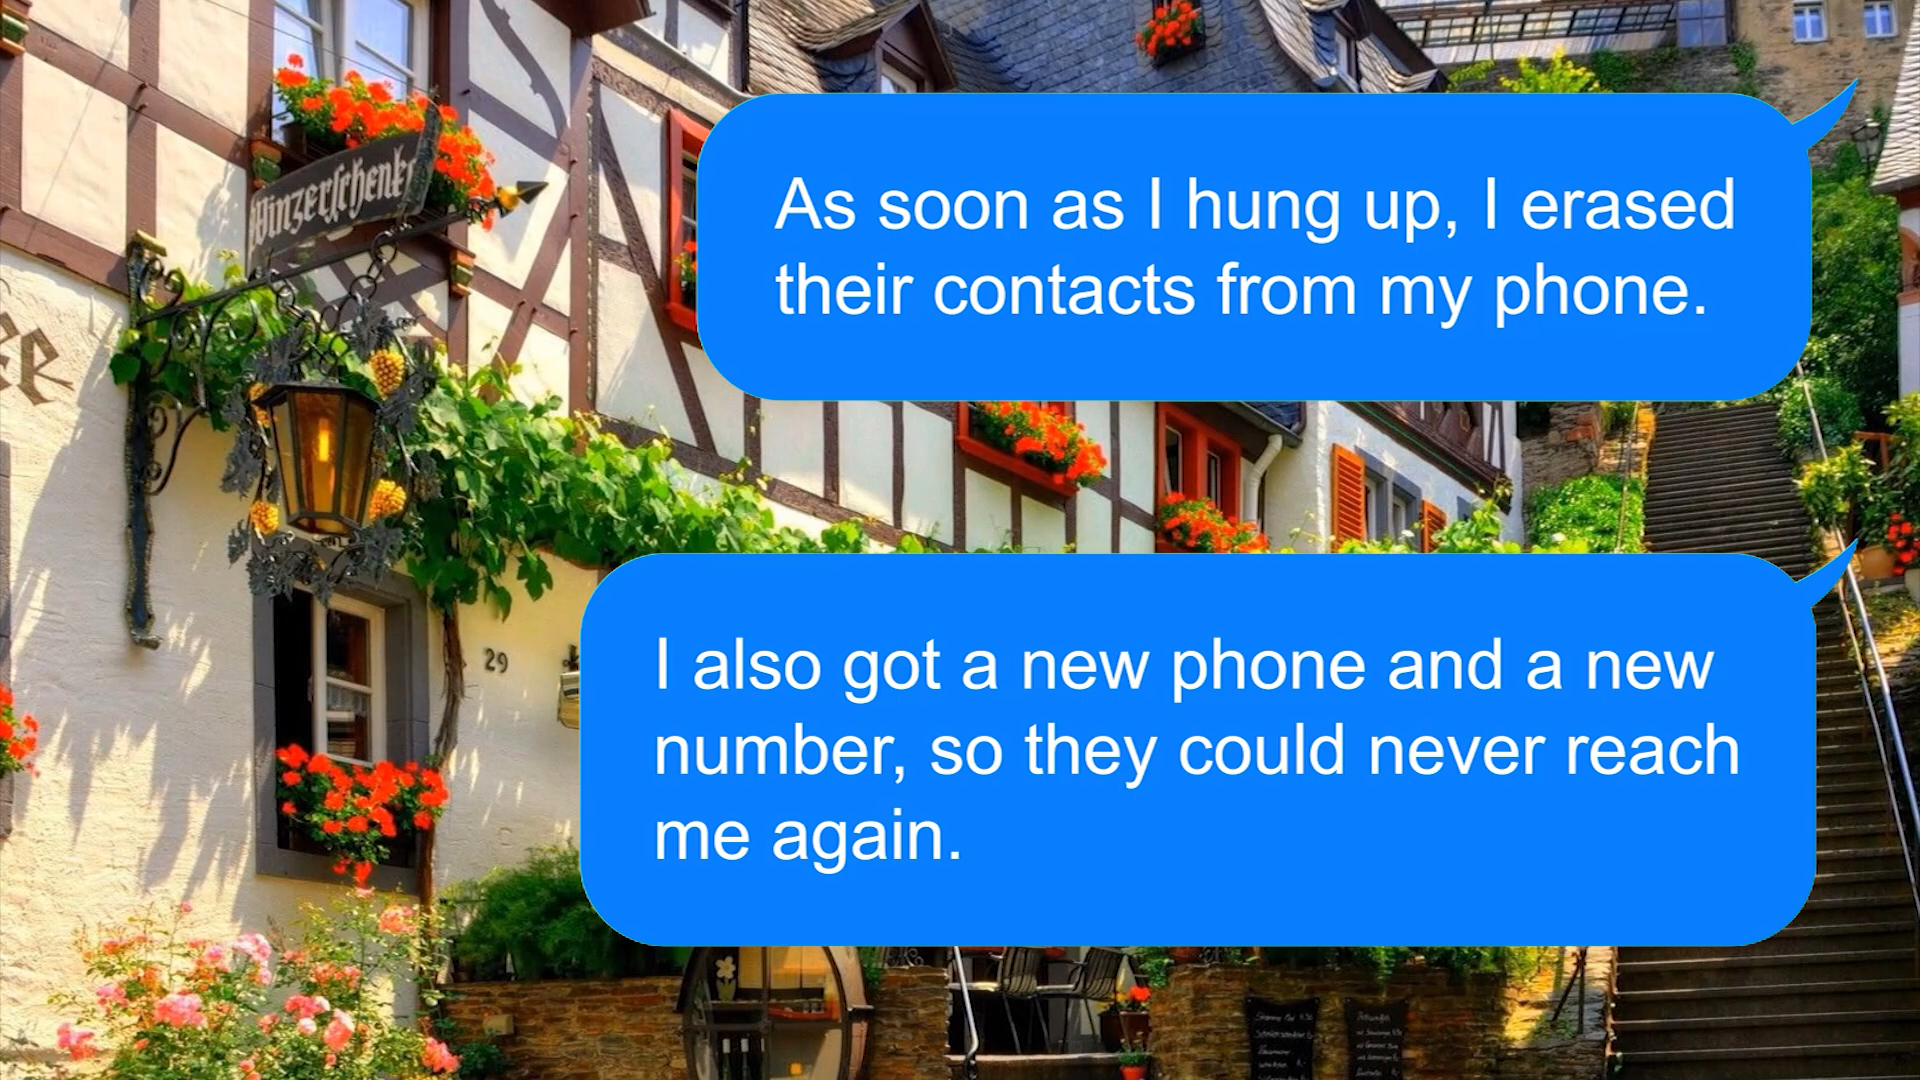 Winzerschenke
As soon as I hung up, I erased
their contacts from my phone.
29
I also got a new phone and a new
number, so they could never reach
me again.